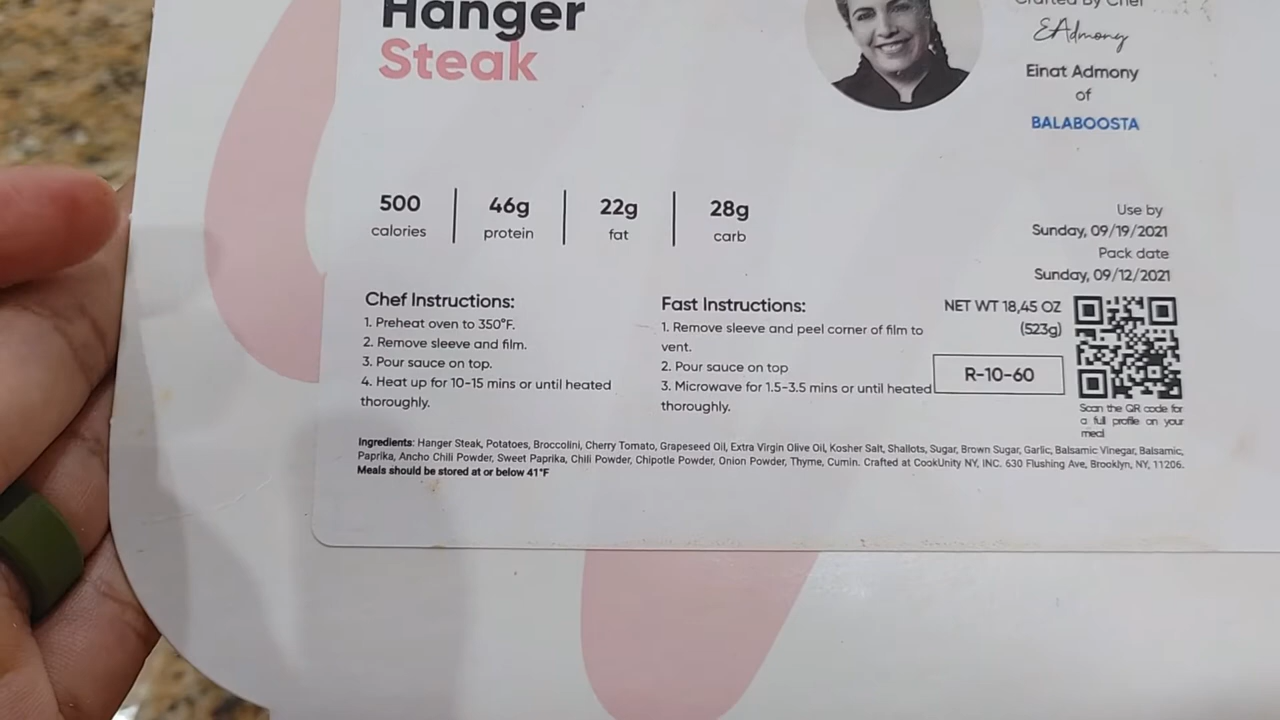 Hanger
Steak
Crafted By Chef
EAdmony
Einat Admony
of
BALABOOSTA
500
calories
46g
protein
22g
fat
28g
carb
Use by
Sunday, 09/19/2021
Pack date
Sunday, 09/12/2021
Chef Instructions:
1. Preheat oven to 350°F.
2. Remove sleeve and film.
3. Pour sauce on top.
4. Heat up for 10-15 mins or until heated
thoroughly.
Fast Instructions:
1. Remove sleeve and peel corner of film to
vent.
2. Pour sauce on top
3. Microwave for 1.5-3.5 mins or until heated
thoroughly.
NET WT 18,45 OZ
(523g)
R-10-60
Scan the QR code for
a full profile on your
meal
Ingredients: Hanger Steak, Potatoes, Broccolini, Cherry Tomato, Grapeseed Oil, Extra Virgin Olive Oil, Kosher Salt, Shallots, Sugar, Brown Sugar, Garlic, Balsamic Vinegar, Balsamic,
Paprika, Ancho Chili Powder, Sweet Paprika, Chili Powder, Chipotle Powder, Onion Powder, Thyme, Cumin. Crafted at CookUnity NY, INC. 630 Flushing Ave, Brooklyn, NY, 11206.
Meals should be stored at or below 41°F